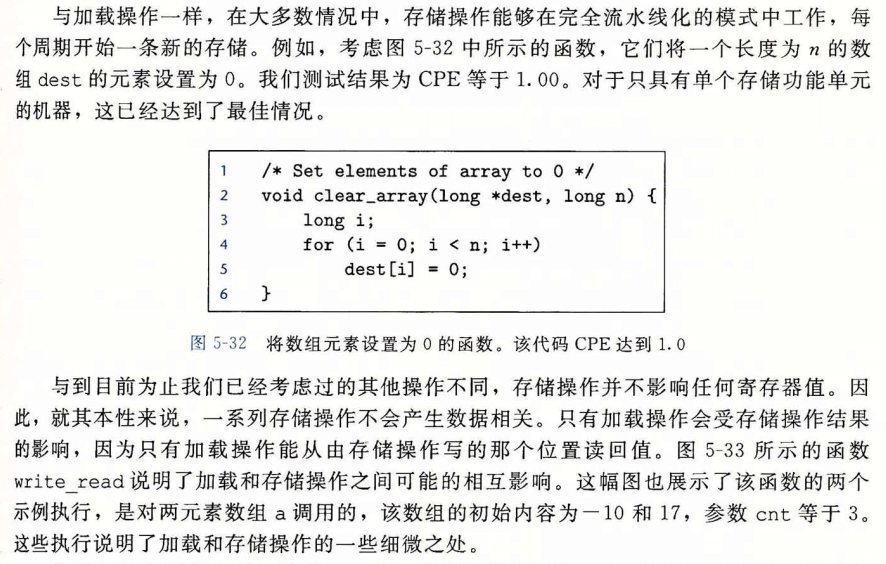 与加载操作一样，在大多数情况中，存储操作能够在完全流水线化的模式中工作，每
个周期开始一条新的存储。例如，考虑图 5-32 中所示的函数，它们将一个长度为 n 的数
组 dest 的元素设置为 0。我们测试结果为 CPE 等于 1.00。对于只具有单个存储功能单元
的机器，这已经达到了最佳情况。
1 /* Set elements of array to 0 */
2 void clear_array(long *dest, long n) {
3 long i;
4 for (i = 0; i < n; i++)
5 dest[i] = 0;
6 }
图 5-32 将数组元素设置为 0 的函数。该代码 CPE 达到 1.0
与到目前为止我们已经考虑过的其他操作不同，存储操作并不影响任何寄存器值。因
此，就其本性来说，一系列存储操作不会产生数据相关。只有加载操作会受存储操作结果
的影响，因为只有加载操作能从由存储操作写的那个位置读回值。图 5-33 所示的函数
write_read 说明了加载和存储操作之间可能的相互影响。这幅图也展示了该函数的两个
示例执行，是对两元素数组 a 调用的，该数组的初始内容为－10 和 17，参数 cnt 等于 3。
这些执行说明了加载和存储操作的一些细微之处。